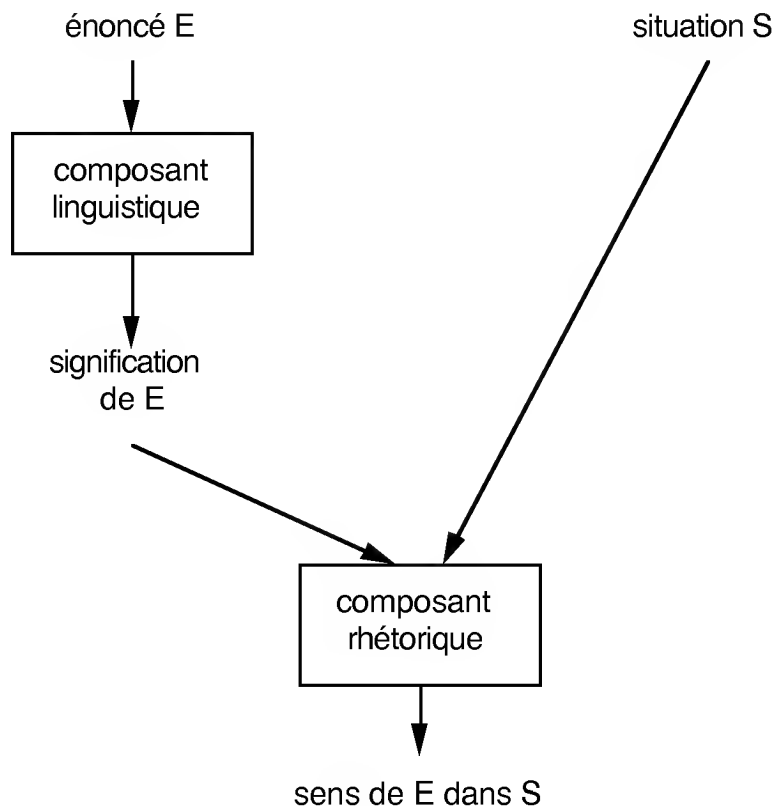 énoncé E
situation S
composant
linguistique
signification
de E
composant
rhétorique
sens de E dans S